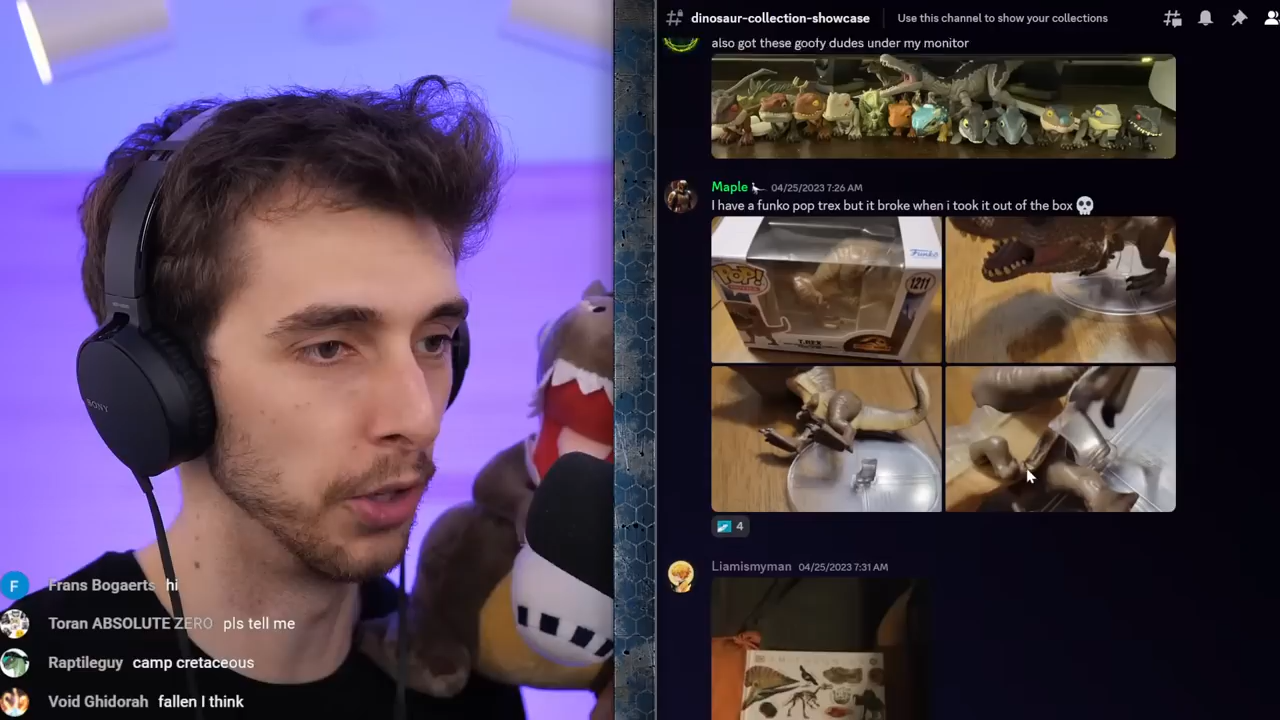 # dinosaur-collection-showcase
Use this channel to show your collections
also got these goofy dudes under my monitor
Maple 04/25/2023 7:26 AM
I have a funko pop trex but it broke when i took it out of the box 💀
POP!
Funko
1211
T.REX
4
Liamismyman 04/25/2023 7:31 AM
SONY
F
Frans Bogaerts hi
Toran ABSOLUTE ZERO pls tell me
Raptileguy camp cretaceous
Void Ghidorah fallen I think